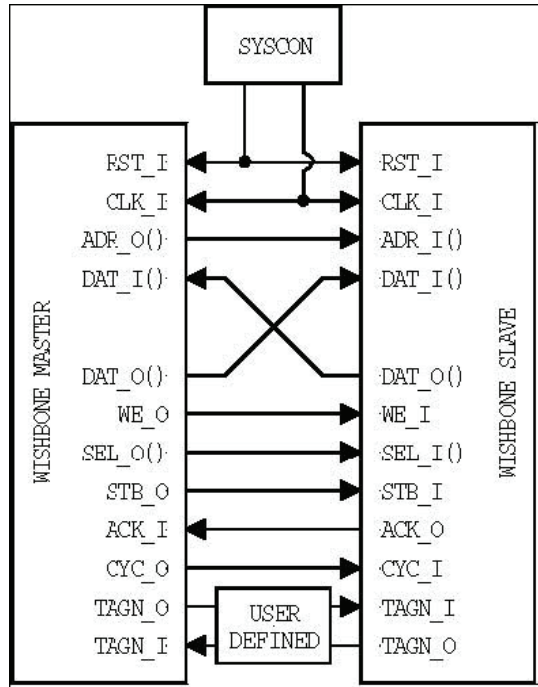 SYSCON
WISHBONE MASTER
RST_I
CLK_I
ADR_O()
DAT_I()
DAT_O()
WE_O
SEL_O()
STB_O
ACK_I
CYC_O
TAGN_O
TAGN_I
USER
DEFINED
RST_I
CLK_I
ADR_I()
DAT_I()
DAT_O()
WE_I
SEL_I()
STB_I
ACK_O
CYC_I
TAGN_I
TAGN_O
WISHBONE SLAVE